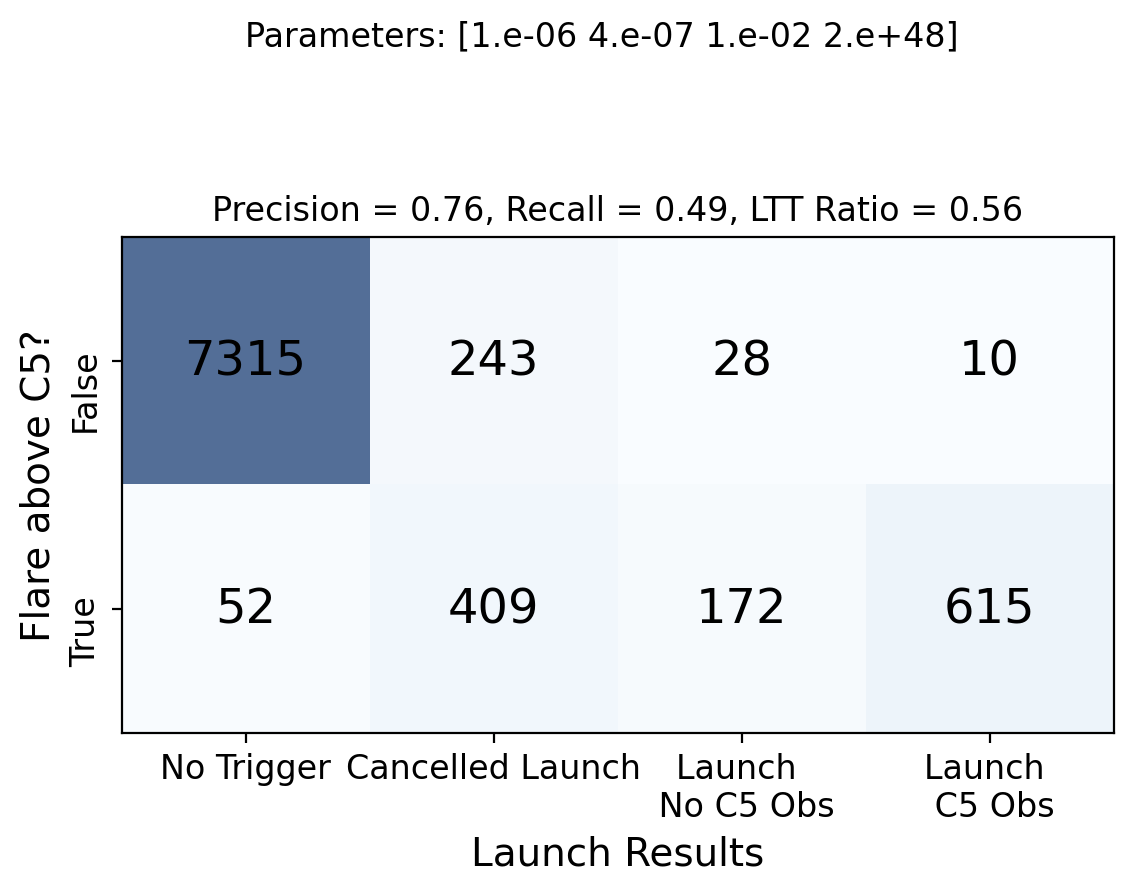 Parameters: [1.e-06 4.e-07 1.e-02 2.e+48]
Precision = 0.76, Recall = 0.49, LTT Ratio = 0.56
Flare above C5?
False
7315 243 28 10
True
52 409 172 615
No Trigger Cancelled Launch Launch Launch
No C5 Obs C5 Obs
Launch Results